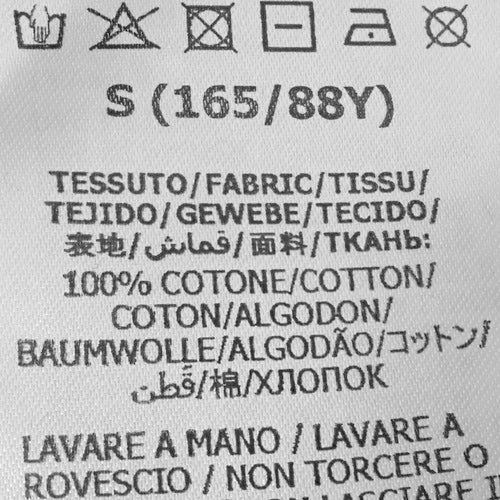 S (165/88Y)
TESSUTO/FABRIC/TISSU/
TEJIDO/GEWEBE/TECIDO/
表地/قماش/面料/ТКАНЬ:
100% COTONE/COTTON/
COTON/ALGODON/
BAUMWOLLE/ALGODÃO/コットン/
قطن/棉/ХЛОПОК
LAVARE A MANO / LAVARE A
ROVESCIO / NON TORCERE O